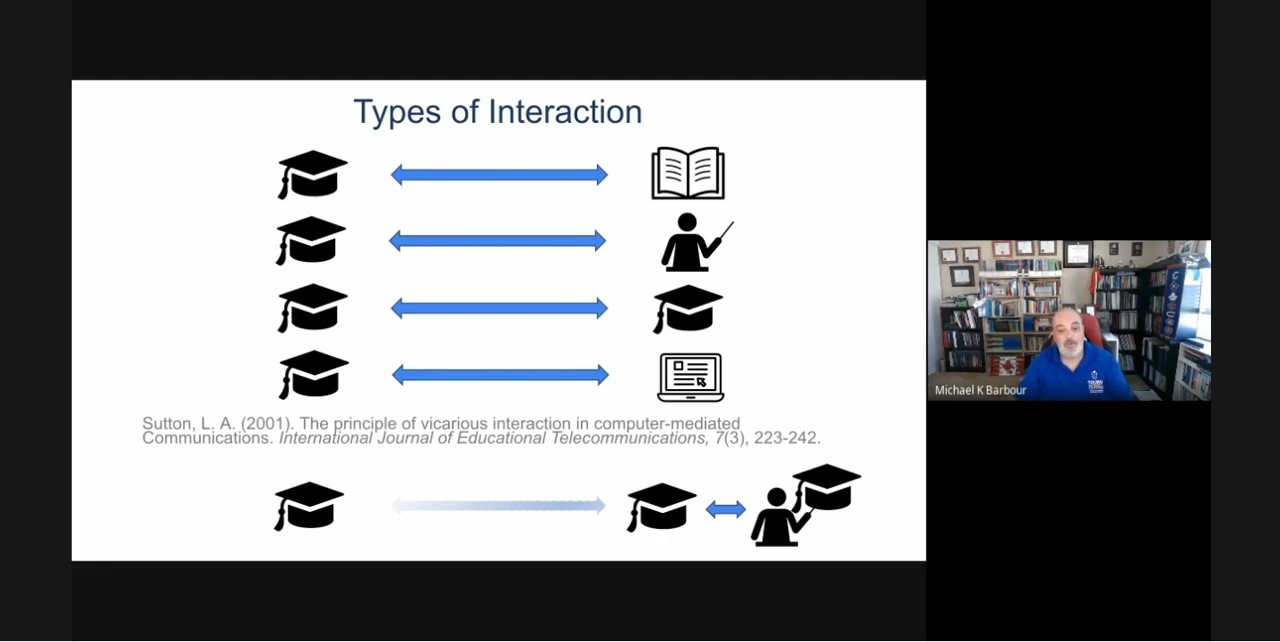 Types of Interaction
Sutton, L. A. (2001). The principle of vicarious interaction in computer-mediated
Communications. International Journal of Educational Telecommunications, 7(3), 223-242.
Michael K Barbour
TOURO